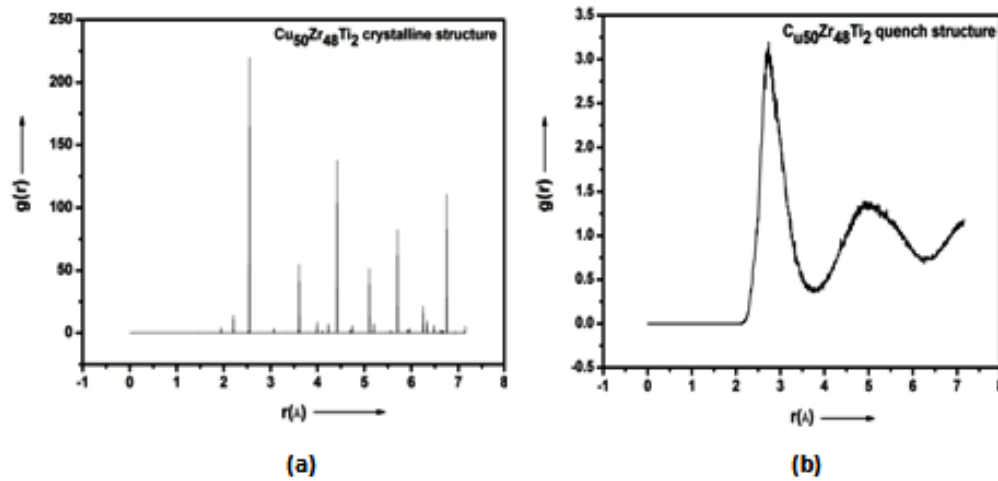 Cu50Zr48Ti2 crystalline structure
250
200
150
100
50
0
g(r)
-1 0 1 2 3 4 5 6 7 8
r(Å)
(a)
Cu50Zr48Ti2 quench structure
3.5
3.0
2.5
2.0
1.5
1.0
0.5
0.0
-0.5
g(r)
-1 0 1 2 3 4 5 6 7 8
r(Å)
(b)